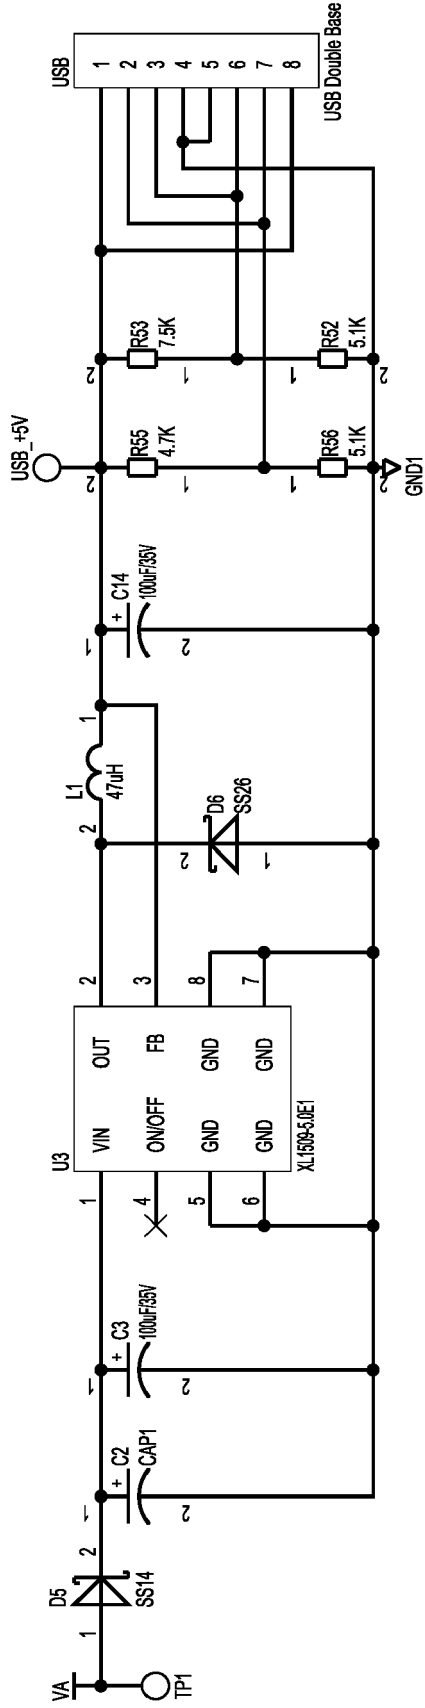 VA
TP1
1
D5
2
SS14
1
+
C2
CAP1
2
1
+
C3
100uF/35V
2
U3
1
VIN
OUT
2
4
ON/OFF
FB
3
5
GND
GND
8
6
GND
GND
7
XL1509-5.0E1
2
L1
47uH
1
2
D6
SS26
1
1
+
C14
100uF/35V
2
USB_+5V
2
R55
4.7K
1
1
R56
5.1K
2
GND1
2
R53
7.5K
1
1
R52
5.1K
2
USB
1
2
3
4
5
6
7
8
USB Double Base